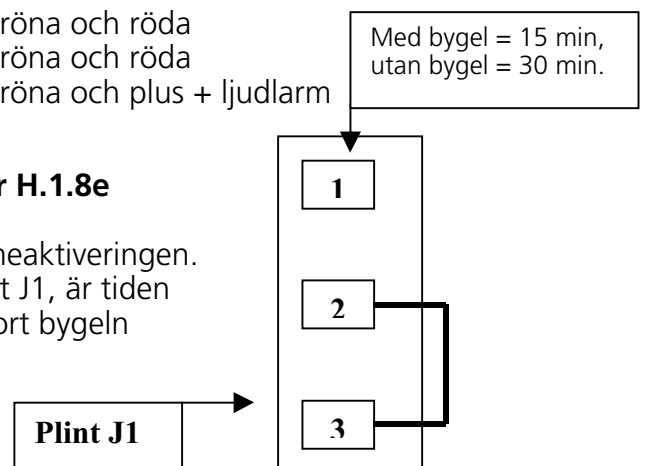 röna och röda
röna och röda
röna och plus + ljudlarm
Med bygel = 15 min,
utan bygel = 30 min.
r H.1.8e
neaktiveringen.
t J1, är tiden
ort bygeln
1
2
3
Plint J1